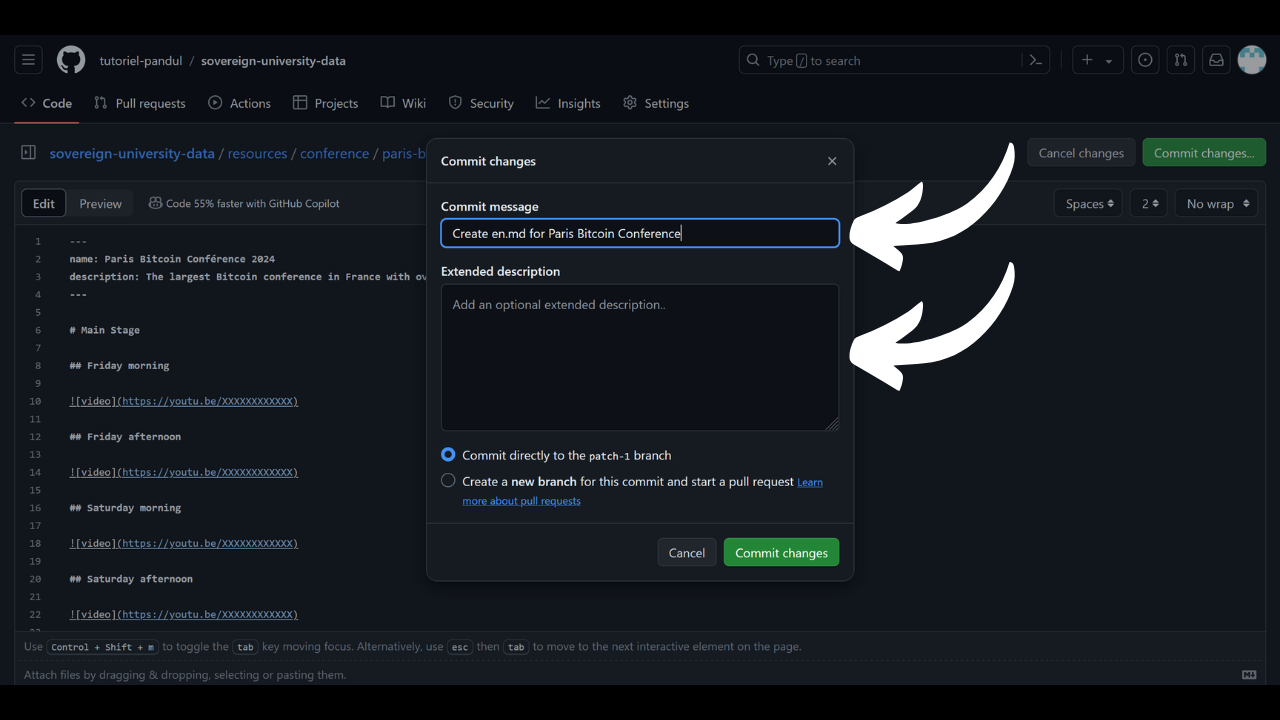 tutoriel-pandul / sovereign-university-data
Type / to search
Code Pull requests Actions Projects Wiki Security Insights Settings
sovereign-university-data / resources / conference / paris-b
Cancel changes Commit changes...
Edit Preview Code 55% faster with GitHub Copilot
Spaces 2 No wrap
1 ---
2 name: Paris Bitcoin Conférence 2024
3 description: The largest Bitcoin conference in France with ov
4 ---
5
6 # Main Stage
7
8 ## Friday morning
9
10 ![video](https://youtu.be/XXXXXXXXXXXX)
11
12 ## Friday afternoon
13
14 ![video](https://youtu.be/XXXXXXXXXXXX)
15
16 ## Saturday morning
17
18 ![video](https://youtu.be/XXXXXXXXXXXX)
19
20 ## Saturday afternoon
21
22 ![video](https://youtu.be/XXXXXXXXXXXX)
Commit changes
Commit message
Create en.md for Paris Bitcoin Conference
Extended description
Add an optional extended description..
Commit directly to the patch-1 branch
Create a new branch for this commit and start a pull request Learn
more about pull requests
Cancel Commit changes
Use Control + Shift + m to toggle the tab key moving focus. Alternatively, use esc then tab to move to the next interactive element on the page.
Attach files by dragging & dropping, selecting or pasting them.